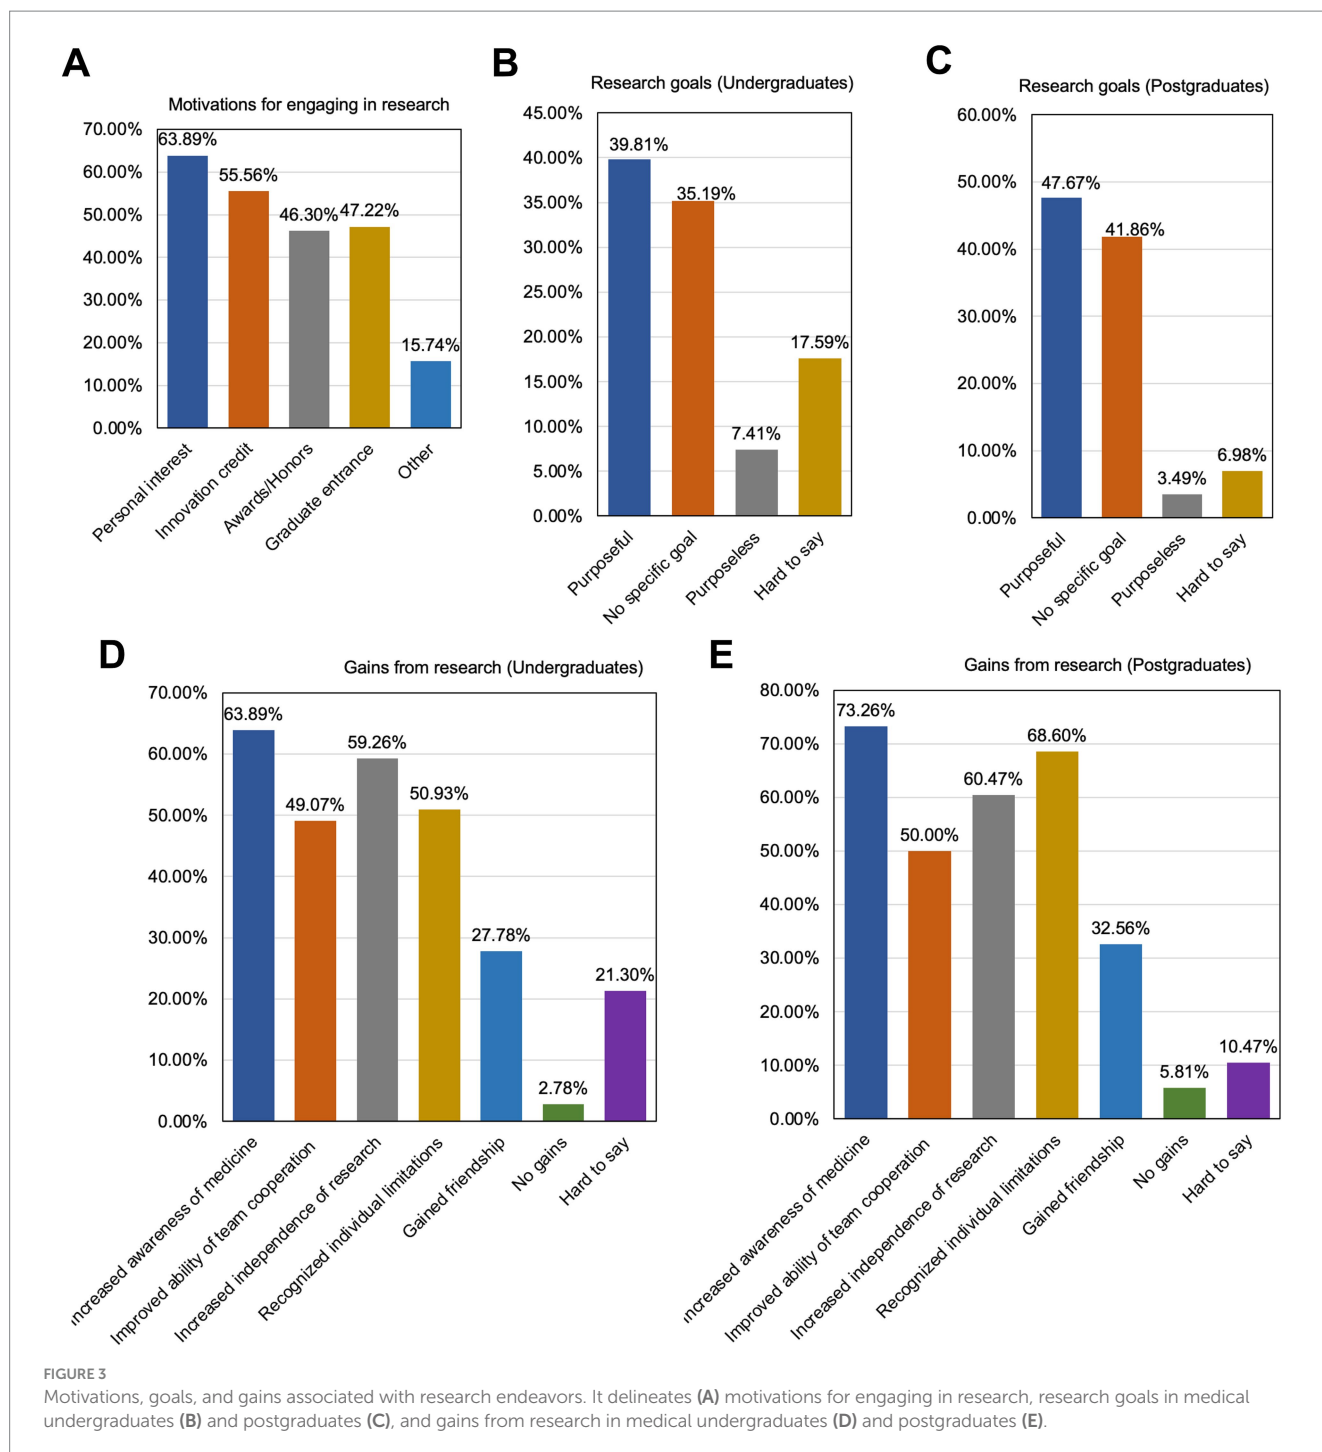 A
Motivations for engaging in research
70.00%
60.00%
50.00%
40.00%
30.00%
20.00%
10.00%
0.00%
63.89%
55.56%
46.30%
47.22%
15.74%
Personal interest
Innovation credit
Awards/Honors
Graduate entrance
Other
B
Research goals (Undergraduates)
45.00%
40.00%
35.00%
30.00%
25.00%
20.00%
15.00%
10.00%
5.00%
0.00%
39.81%
35.19%
7.41%
17.59%
Purposeful
No specific goal
Purposeless
Hard to say
C
Research goals (Postgraduates)
60.00%
50.00%
40.00%
30.00%
20.00%
10.00%
0.00%
47.67%
41.86%
3.49%
6.98%
Purposeful
No specific goal
Purposeless
Hard to say
D
Gains from research (Undergraduates)
70.00%
60.00%
50.00%
40.00%
30.00%
20.00%
10.00%
0.00%
63.89%
49.07%
59.26%
50.93%
27.78%
2.78%
21.30%
Increased awareness of medicine
Improved ability of team cooperation
Increased independence of research
Recognized individual limitations
Gained friendship
No gains
Hard to say
E
Gains from research (Postgraduates)
80.00%
70.00%
60.00%
50.00%
40.00%
30.00%
20.00%
10.00%
0.00%
73.26%
50.00%
60.47%
68.60%
32.56%
5.81%
10.47%
Increased awareness of medicine
Improved ability of team cooperation
Increased independence of research
Recognized individual limitations
Gained friendship
No gains
Hard to say
FIGURE 3
Motivations, goals, and gains associated with research endeavors. It delineates (A) motivations for engaging in research, research goals in medical
undergraduates (B) and postgraduates (C), and gains from research in medical undergraduates (D) and postgraduates (E).